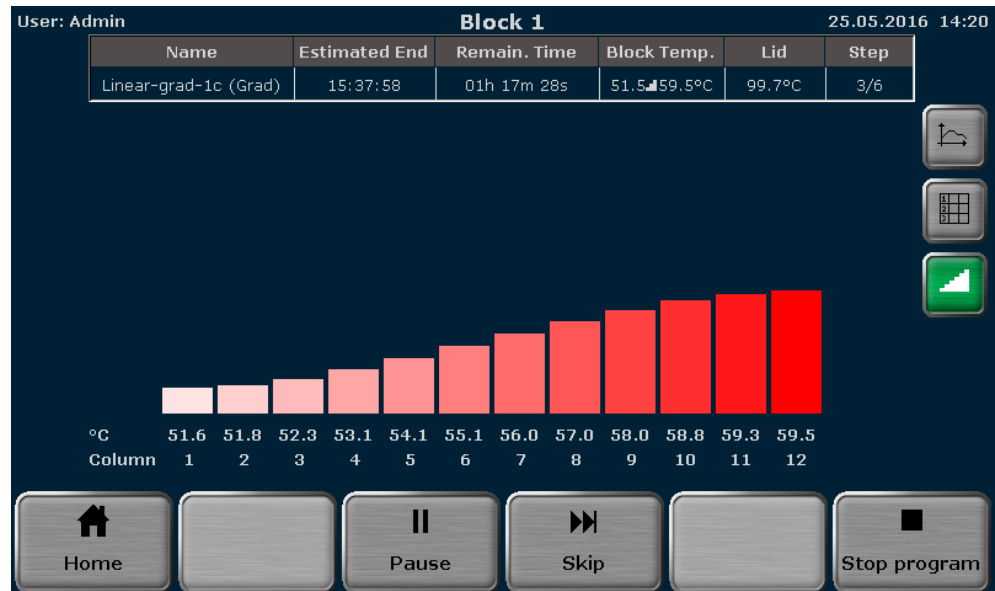 User: Admin Block 1 25.05.2016 14:20
Name Estimated End Remain. Time Block Temp. Lid Step
Linear-grad-1c (Grad) 15:37:58 01h 17m 28s 51.5 59.5°C 99.7°C 3/6
1
2
3
°C 51.6 51.8 52.3 53.1 54.1 55.1 56.0 57.0 58.0 58.8 59.3 59.5
Column 1 2 3 4 5 6 7 8 9 10 11 12
Home Pause Skip Stop program